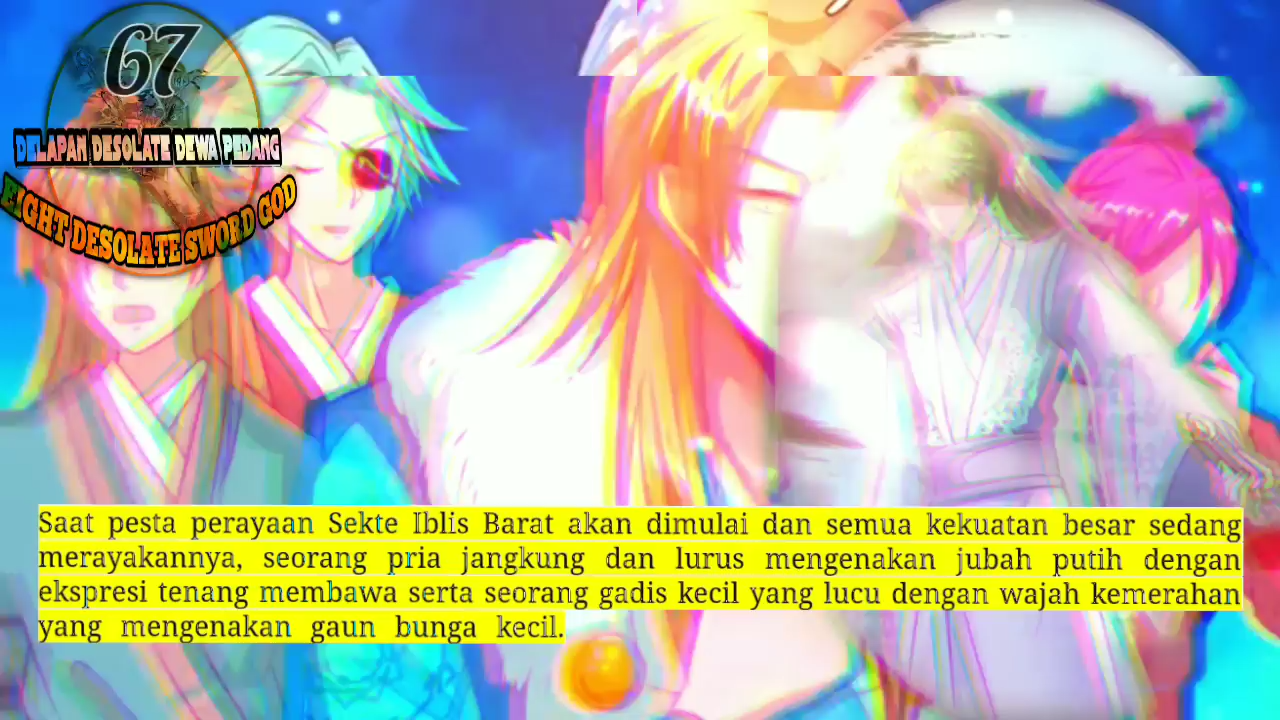 67
DELAPAN DESOLATE DEWA PEDANG
EIGHT DESOLATE SWORD GOD
Saat pesta perayaan Sekte Iblis Barat akan dimulai dan semua kekuatan besar sedang
merayakannya, seorang pria jangkung dan lurus mengenakan jubah putih dengan
ekspresi tenang membawa serta seorang gadis kecil yang lucu dengan wajah kemerahan
yang mengenakan gaun bunga kecil.